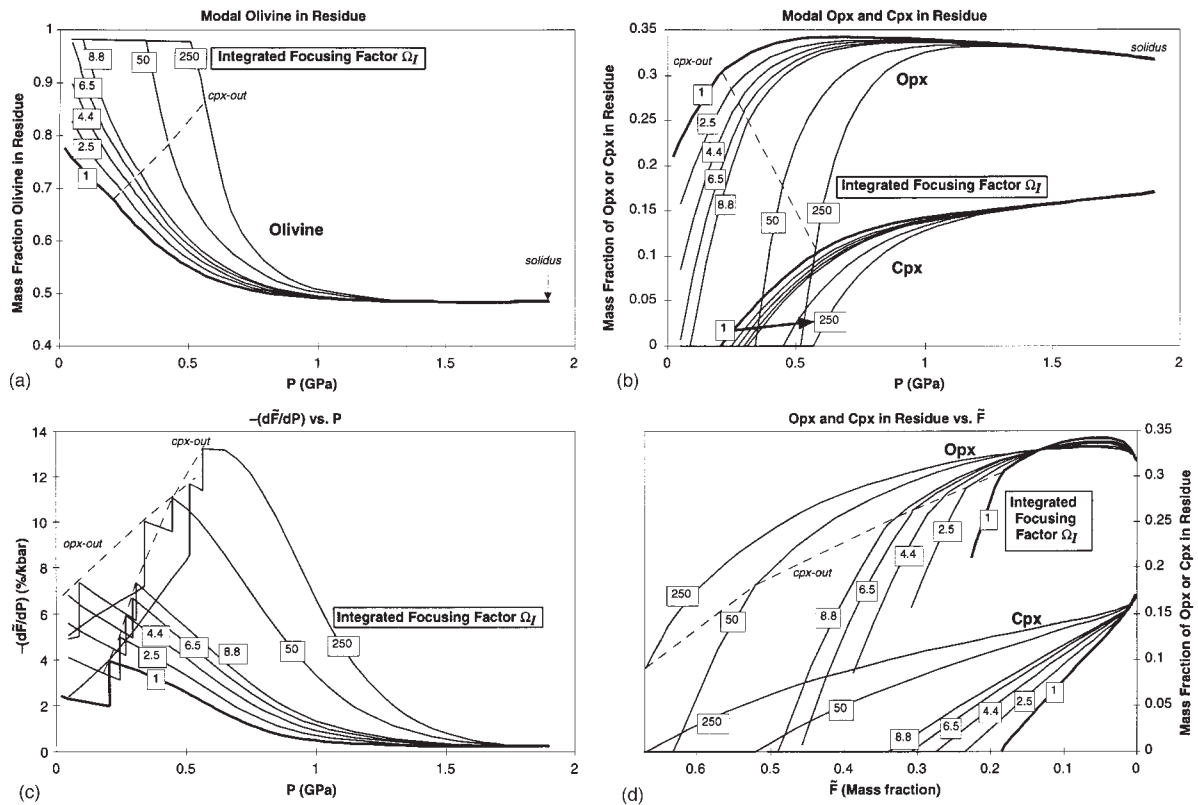 Modal Olivine in Residue
1
0.9
0.8
0.7
0.6
0.5
0.4
Mass Fraction Olivine in Residue
8.8
50
250
Integrated Focusing Factor Ω_I
6.5
cpx-out
4.4
2.5
1
Olivine
solidus
0
0.5
1
1.5
2
P (GPa)
(a)
Modal Opx and Cpx in Residue
0.35
0.3
0.25
0.2
0.15
0.1
0.05
0
Mass Fraction of Opx or Cpx in Residue
cpx-out
solidus
1
Opx
2.5
4.4
6.5
8.8
Integrated Focusing Factor Ω_I
50
250
Cpx
1
250
0
0.5
1
1.5
2
P (GPa)
(b)
–(dF̃/dP) vs. P
14
12
10
8
6
4
2
0
–(dF̃/dP) (%/kbar)
cpx-out
opx-out
Integrated Focusing Factor Ω_I
4.4
6.5
8.8
50
250
2.5
1
0
0.5
1
1.5
2
P (GPa)
(c)
Opx and Cpx in Residue vs. F̃
0.35
0.3
0.25
0.2
0.15
0.1
0.05
0
Mass Fraction of Opx or Cpx in Residue
Opx
Integrated
Focusing
Factor Ω_I
1
2.5
4.4
cpx-out
250
50
6.5
8.8
Cpx
250
50
8.8
6.5
4.4
2.5
1
0.6
0.5
0.4
0.3
0.2
0.1
0
F̃ (Mass fraction)
(d)